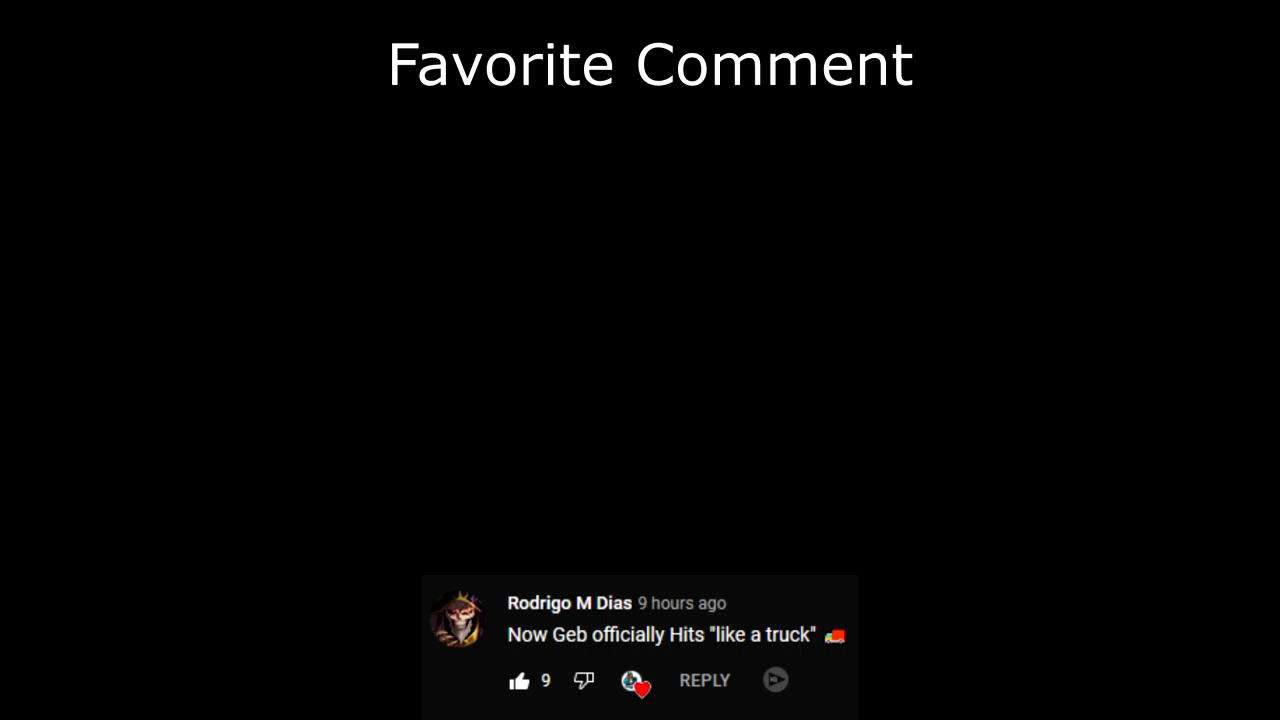 Favorite Comment
Rodrigo M Dias 9 hours ago
Now Geb officially Hits "like a truck" 🚚
9 REPLY